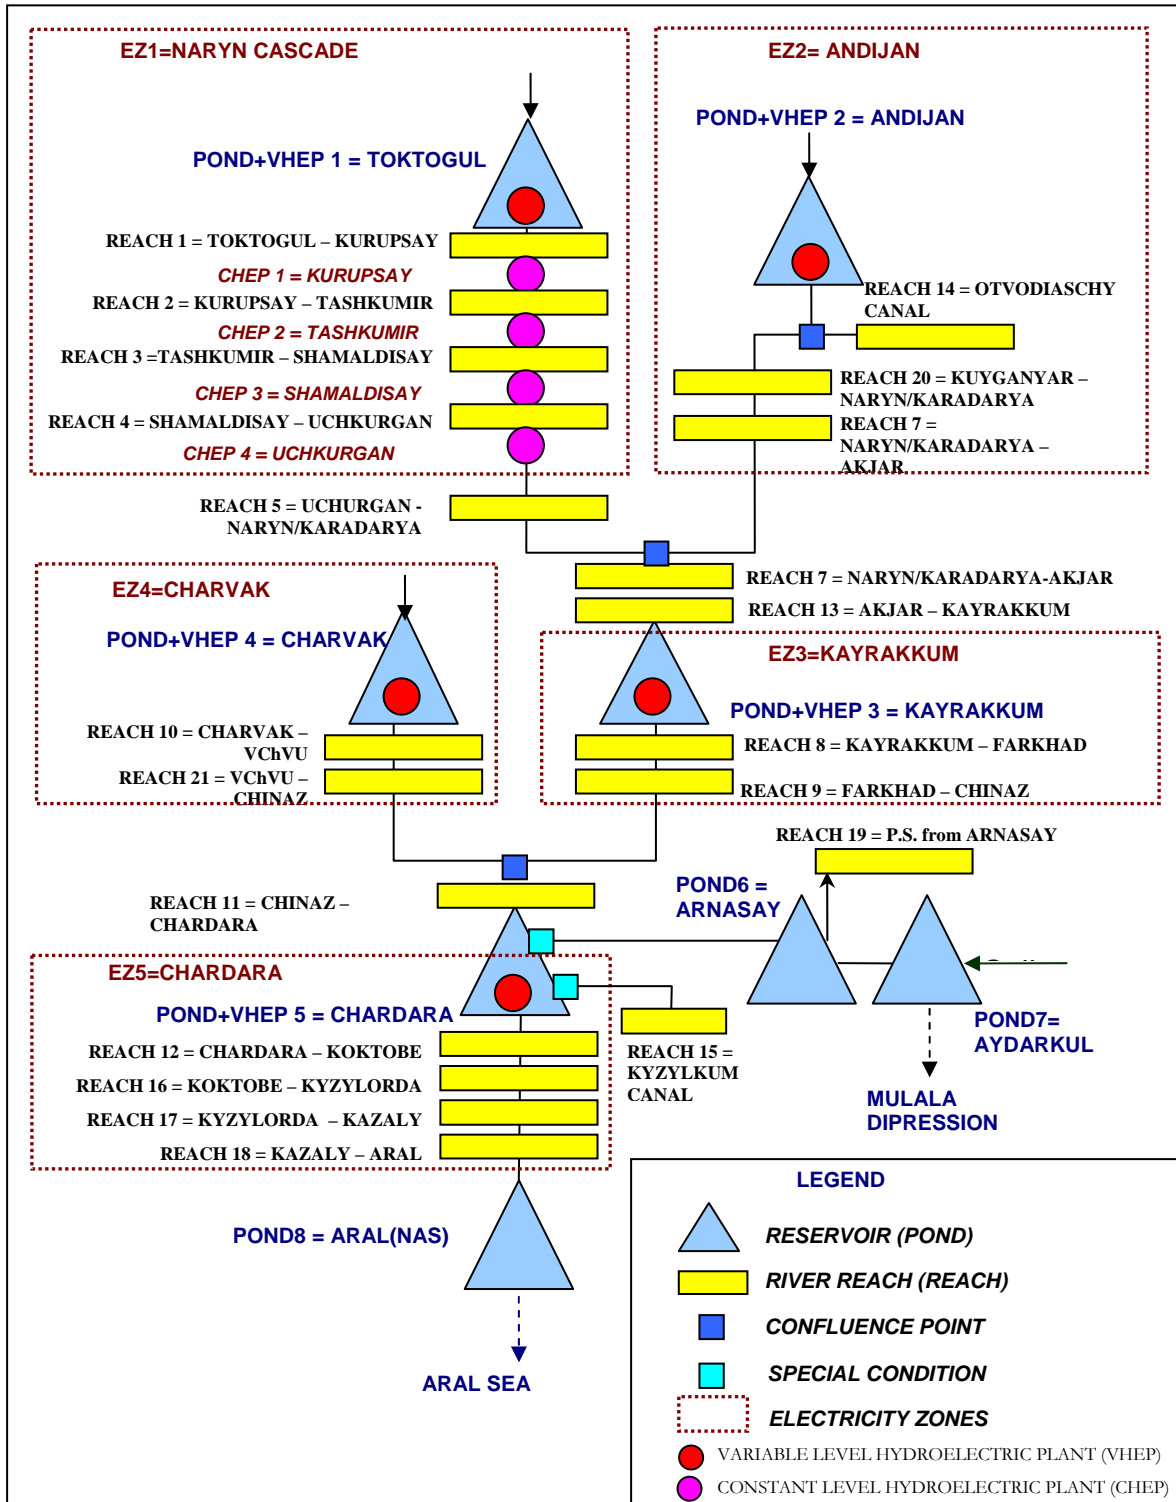 EZ1=NARYN CASCADE
POND+VHEP 1 = TOKTOGUL
REACH 1 = TOKTOGUL – KURUPSAY
CHEP 1 = KURUPSAY
REACH 2 = KURUPSAY – TASHKUMIR
CHEP 2 = TASHKUMIR
REACH 3 =TASHKUMIR – SHAMALDISAY
CHEP 3 = SHAMALDISAY
REACH 4 = SHAMALDISAY – UCHKURGAN
CHEP 4 = UCHKURGAN
EZ2= ANDIJAN
POND+VHEP 2 = ANDIJAN
REACH 14 = OTVODIASCHY
CANAL
REACH 20 = KUYGANYAR –
NARYN/KARADARYA
REACH 7 =
NARYN/KARADARYA –
AKJAR
REACH 5 = UCHURGAN -
NARYN/KARADARYA
REACH 7 = NARYN/KARADARYA-AKJAR
REACH 13 = AKJAR – KAYRAKKUM
EZ4=CHARVAK
POND+VHEP 4 = CHARVAK
REACH 10 = CHARVAK –
VChVU
REACH 21 = VChVU –
CHINAZ
EZ3=KAYRAKKUM
POND+VHEP 3 = KAYRAKKUM
REACH 8 = KAYRAKKUM – FARKHAD
REACH 9 = FARKHAD – CHINAZ
REACH 19 = P.S. from ARNASAY
POND6 =
ARNASAY
REACH 11 = CHINAZ –
CHARDARA
EZ5=CHARDARA
POND+VHEP 5 = CHARDARA
REACH 12 = CHARDARA – KOKTOBE
REACH 16 = KOKTOBE – KYZYLORDA
REACH 17 = KYZYLORDA – KAZALY
REACH 18 = KAZALY – ARAL
REACH 15 =
KYZYLKUM
CANAL
POND7=
AYDARKUL
MULALA
DIPRESSION
POND8 = ARAL(NAS)
ARAL SEA
LEGEND
RESERVOIR (POND)
RIVER REACH (REACH)
CONFLUENCE POINT
SPECIAL CONDITION
ELECTRICITY ZONES
VARIABLE LEVEL HYDROELECTRIC PLANT (VHEP)
CONSTANT LEVEL HYDROELECTRIC PLANT (CHEP)